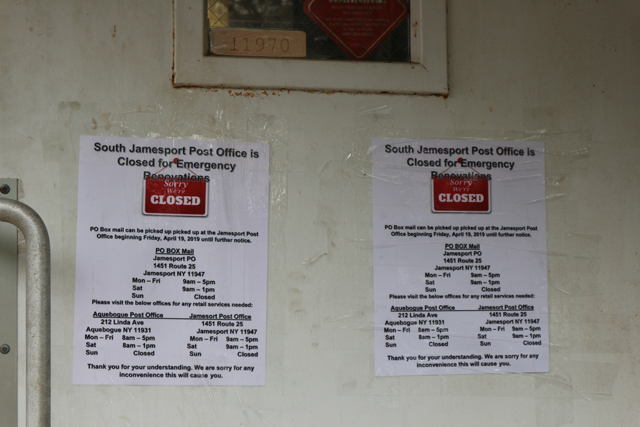 11970
South Jamesport Post Office is
Closed for Emergency
Renovations
Sorry
We're
CLOSED
PO Box mail can be picked up picked up at the Jamesport Post
Office beginning Friday, April 19, 2019 until further notice.
PO BOX Mail
Jamesport PO
1451 Route 25
Jamesport NY 11947
Mon – Fri 9am – 5pm
Sat 9am – 1pm
Sun Closed
Please visit the below offices for any retail services needed:
Aquebogue Post Office Jamesport Post Office
212 Linda Ave 1451 Route 25
Aquebogue NY 11931 Jamesport NY 11947
Mon – Fri 8am – 5pm Mon – Fri 9am – 5pm
Sat 8am – 1pm Sat 9am – 1pm
Sun Closed Sun Closed
Thank you for your understanding. We are sorry for any
inconvenience this will cause you.
South Jamesport Post Office is
Closed for Emergency
Renovations
Sorry
We're
CLOSED
PO Box mail can be picked up picked up at the Jamesport Post
Office beginning Friday, April 19, 2019 until further notice.
PO BOX Mail
Jamesport PO
1451 Route 25
Jamesport NY 11947
Mon – Fri 9am – 5pm
Sat 9am – 1pm
Sun Closed
Please visit the below offices for any retail services needed:
Aquebogue Post Office Jamesport Post Office
212 Linda Ave 1451 Route 25
Aquebogue NY 11931 Jamesport NY 11947
Mon – Fri 8am – 5pm Mon – Fri 9am – 5pm
Sat 8am – 1pm Sat 9am – 1pm
Sun Closed Sun Closed
Thank you for your understanding. We are sorry for any
inconvenience this will cause you.